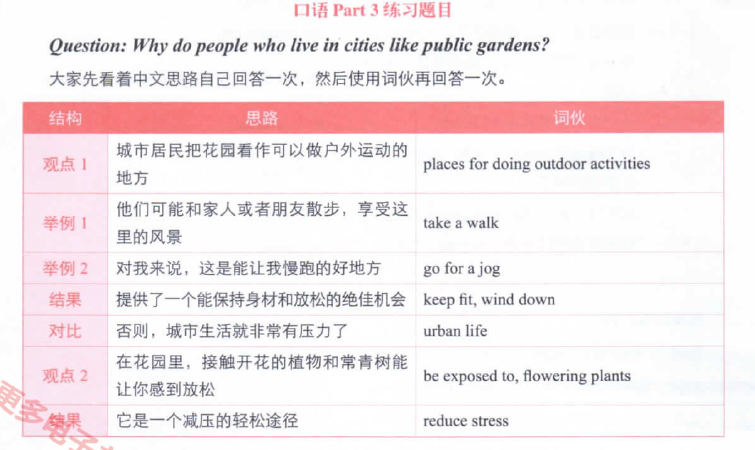 口语 Part 3 练习题目
Question: Why do people who live in cities like public gardens?
大家先看着中文思路自己回答一次，然后使用词伙再回答一次。
结构 思路 词伙
观点 1 城市居民把花园看作可以做户外运动的
地方 places for doing outdoor activities
举例 1 他们可能和家人或者朋友散步，享受这
里的风景 take a walk
举例 2 对我来说，这是能让我慢跑的好地方 go for a jog
结果 提供了一个能保持身材和放松的绝佳机会 keep fit, wind down
对比 否则，城市生活就非常有压力了 urban life
观点 2 在花园里，接触开花的植物和常青树能
让你感到放松 be exposed to, flowering plants
结果 它是一个减压的轻松途径 reduce stress
更多电子